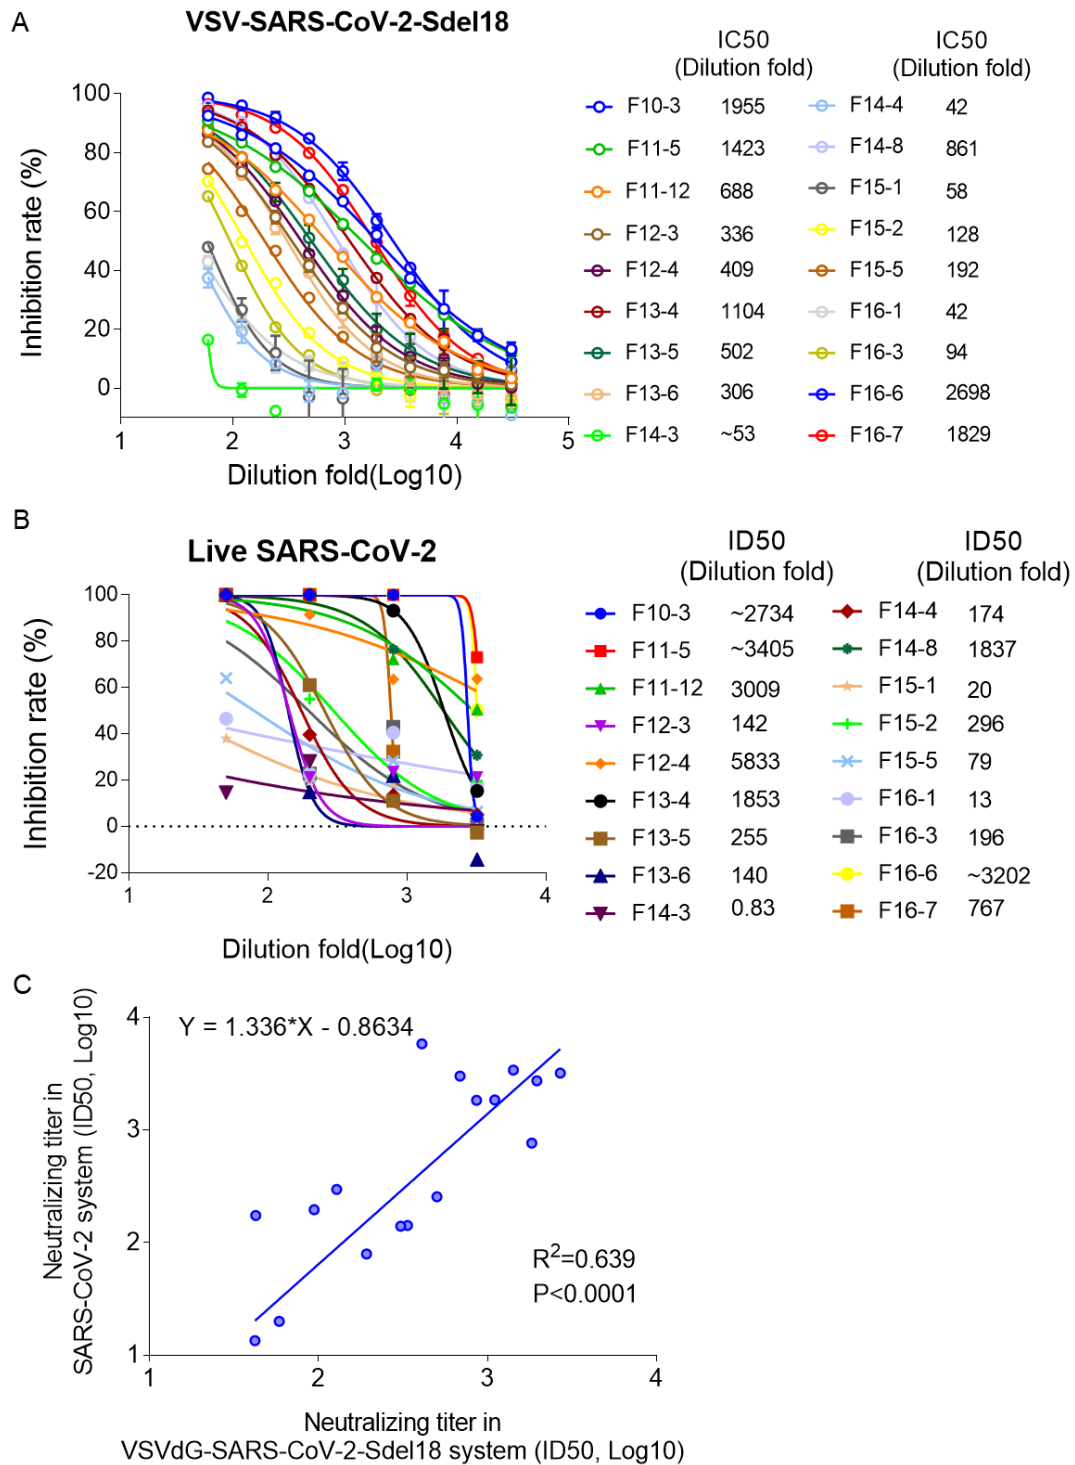 A
VSV-SARS-CoV-2-Sdel18
Inhibition rate (%)
100
80
60
40
20
0
1 2 3 4 5
Dilution fold(Log10)
IC50
(Dilution fold)
IC50
(Dilution fold)
F10-3 1955 F14-4 42
F11-5 1423 F14-8 861
F11-12 688 F15-1 58
F12-3 336 F15-2 128
F12-4 409 F15-5 192
F13-4 1104 F16-1 42
F13-5 502 F16-3 94
F13-6 306 F16-6 2698
F14-3 ~53 F16-7 1829
B
Live SARS-CoV-2
Inhibition (%)
100
80
60
40
20
0
-20
1 2 3 4
Dilution fold(Log10)
ID50
(Dilution fold)
ID50
(Dilution fold)
F10-3 ~2734 F14-4 174
F11-5 ~3405 F14-8 1837
F11-12 3009 F15-1 20
F12-3 142 F15-2 296
F12-4 5833 F15-5 79
F13-4 1853 F16-1 13
F13-5 255 F16-3 196
F13-6 140 F16-6 ~3202
F14-3 0.83 F16-7 767
C
Neutralizing titer in
SARS-CoV-2 system (ID50, Log10)
4
3
2
1
Y = 1.336*X - 0.8634
R²=0.639
P<0.0001
1 2 3 4
Neutralizing titer in
VSVdG-SARS-CoV-2-Sdel18 system (ID50, Log10)